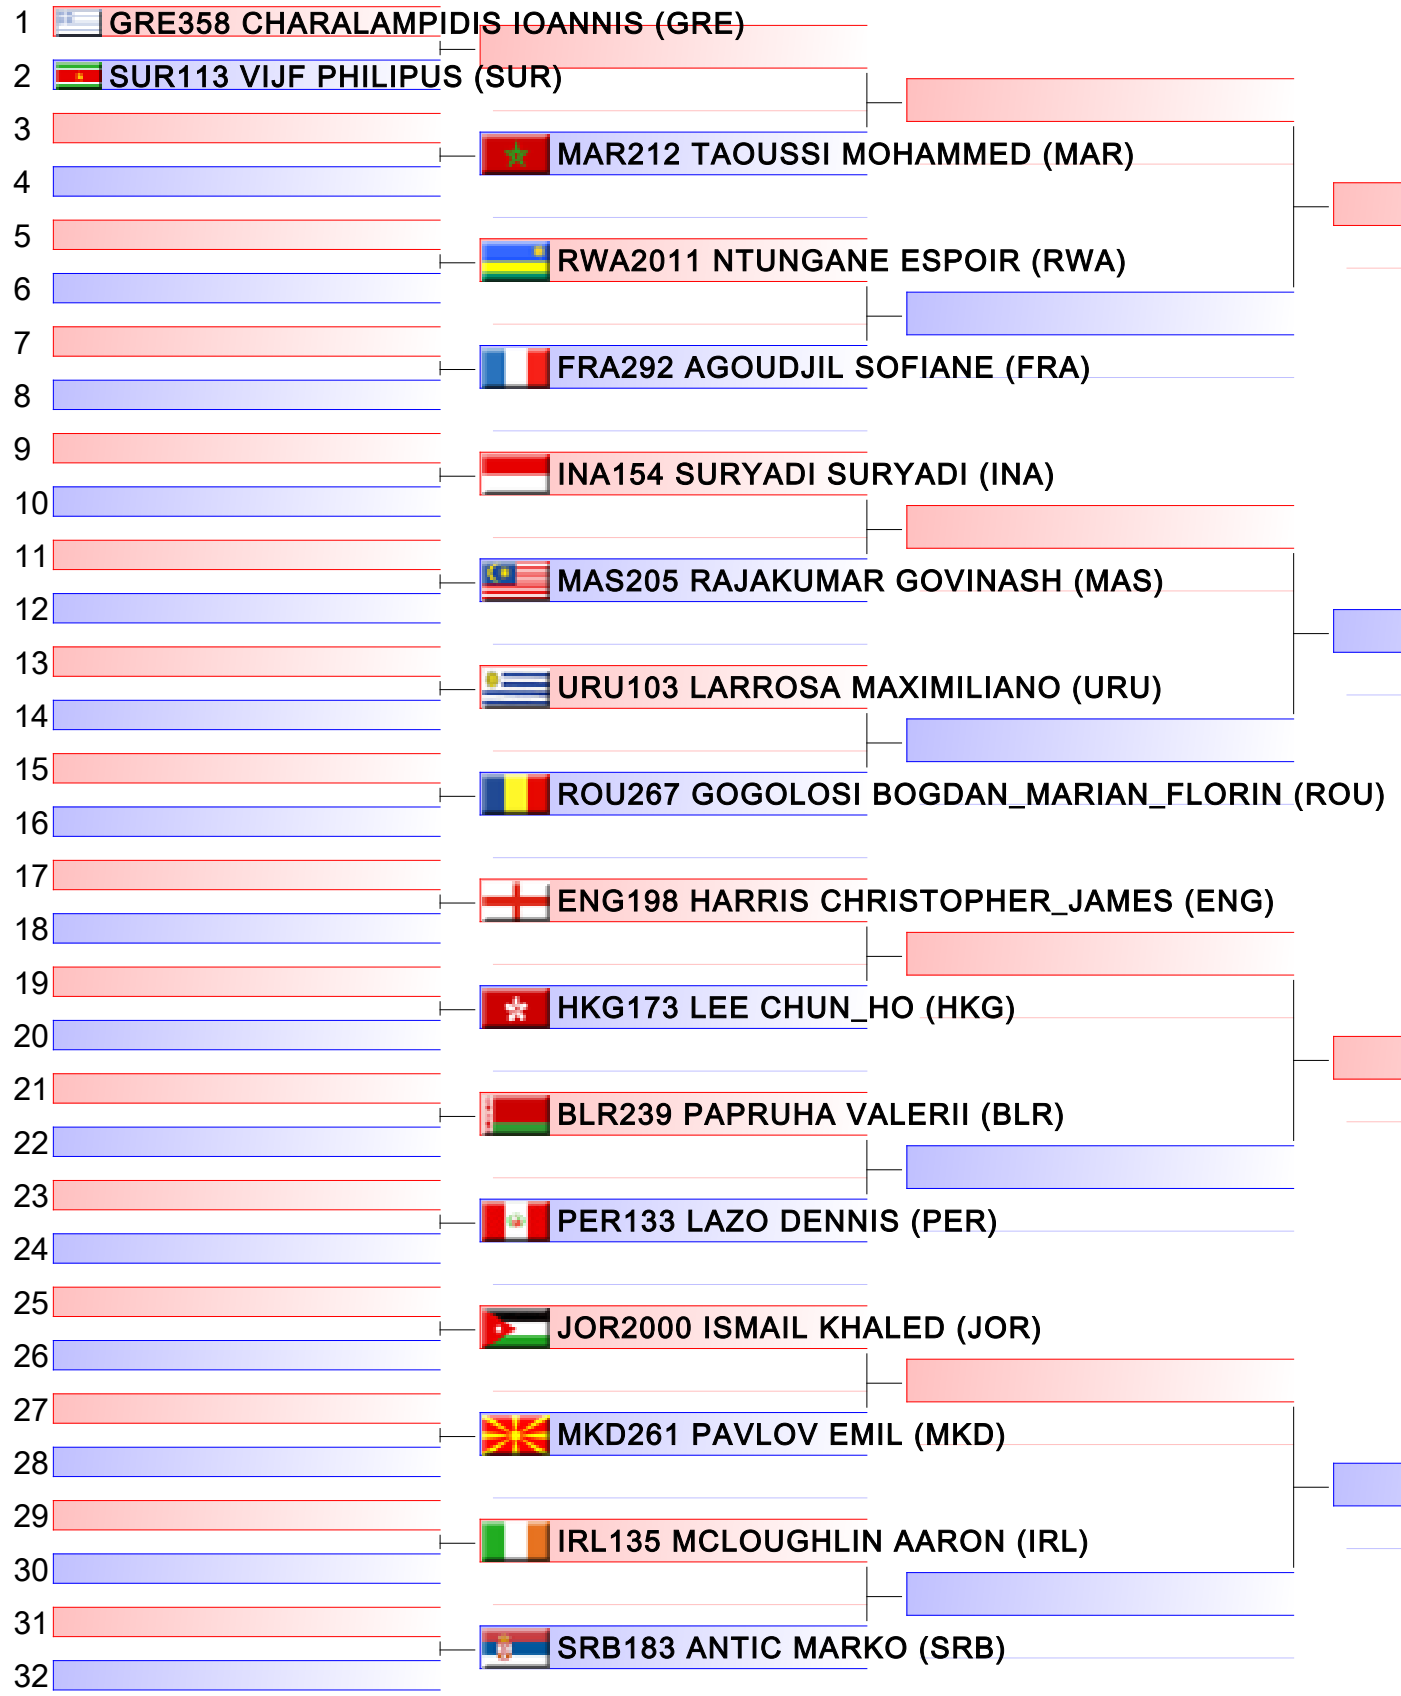 1 GRE358 CHARALAMPIDIS IOANNIS (GRE)
2 SUR113 VIJF PHILIPUS (SUR)
3
MAR212 TAOUSSI MOHAMMED (MAR)
4
5
RWA2011 NTUNGANE ESPOIR (RWA)
6
7
FRA292 AGOUDJIL SOFIANE (FRA)
8
9
INA154 SURYADI SURYADI (INA)
10
11
MAS205 RAJAKUMAR GOVINASH (MAS)
12
13
URU103 LARROSA MAXIMILIANO (URU)
14
15
ROU267 GOGOLOSI BOGDAN_MARIAN_FLORIN (ROU)
16
17
ENG198 HARRIS CHRISTOPHER_JAMES (ENG)
18
19
HKG173 LEE CHUN_HO (HKG)
20
21
BLR239 PAPRUHA VALERII (BLR)
22
23
PER133 LAZO DENNIS (PER)
24
25
JOR2000 ISMAIL KHALED (JOR)
26
27
MKD261 PAVLOV EMIL (MKD)
28
29
IRL135 MCLOUGHLIN AARON (IRL)
30
31
SRB183 ANTIC MARKO (SRB)
32